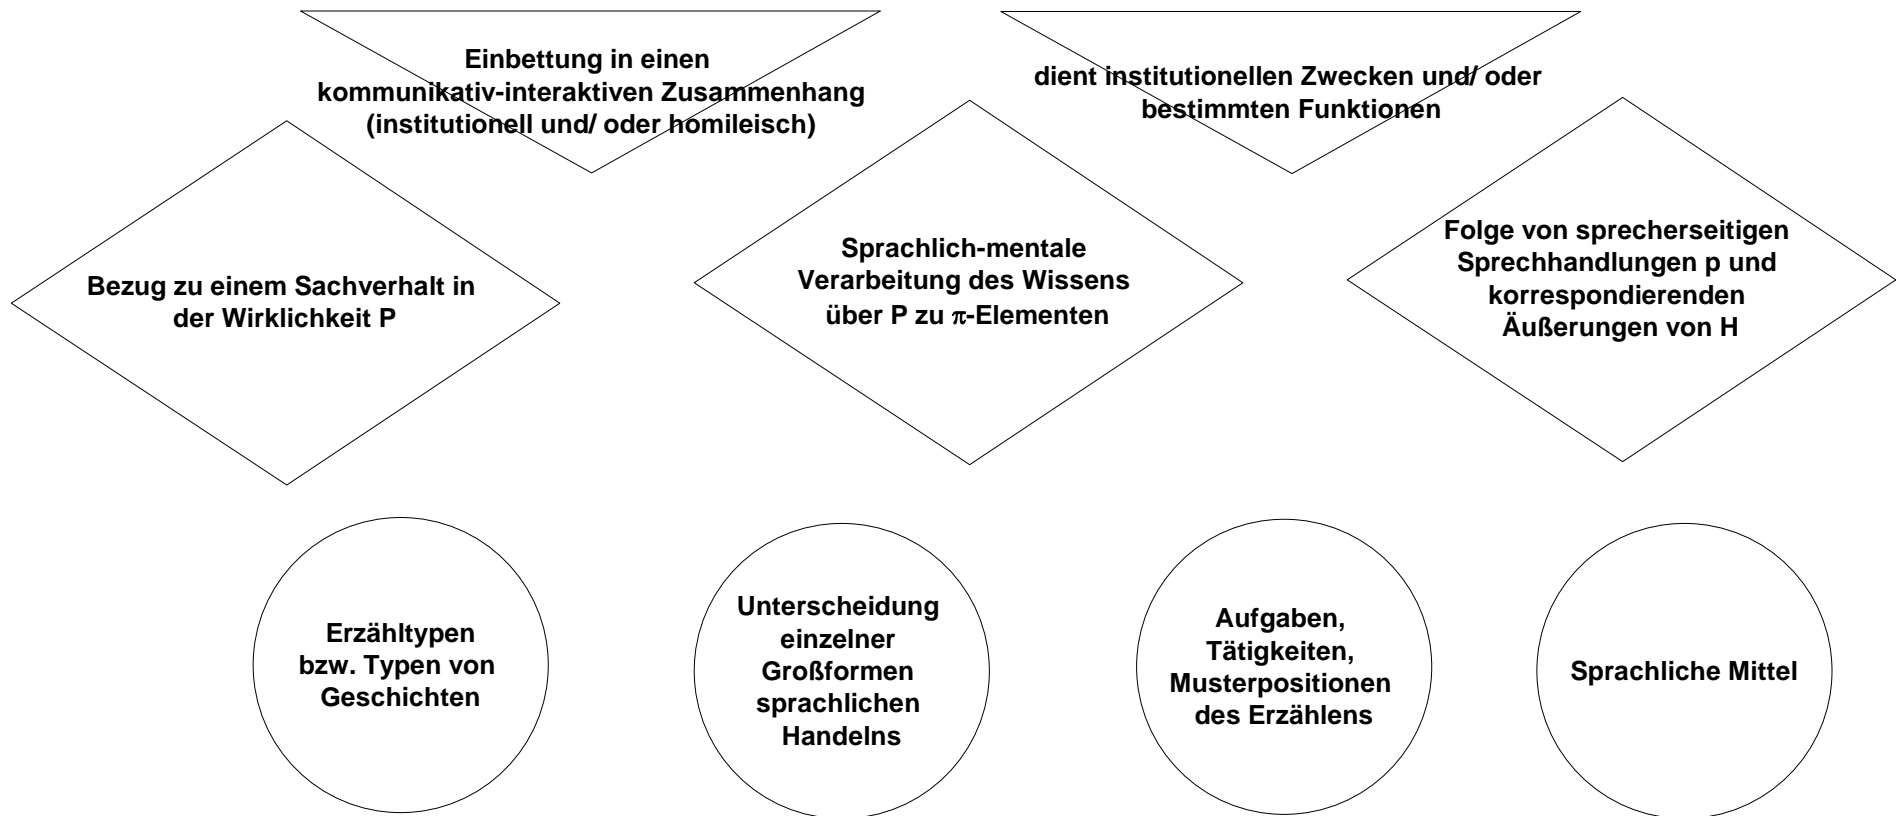 Einbettung in einen
kommunikativ-interaktiven Zusammenhang
(institutionell und/ oder homileisch)
dient institutionellen Zwecken und/ oder
bestimmten Funktionen
Bezug zu einem Sachverhalt in
der Wirklichkeit P
Sprachlich-mentale
Verarbeitung des Wissens
über P zu π-Elementen
Folge von sprecherseitigen
Sprechhandlungen p und
korrespondierenden
Äußerungen von H
Erzähltypen
bzw. Typen von
Geschichten
Unterscheidung
einzelner
Großformen
sprachlichen
Handelns
Aufgaben,
Tätigkeiten,
Musterpositionen
des Erzählens
Sprachliche Mittel